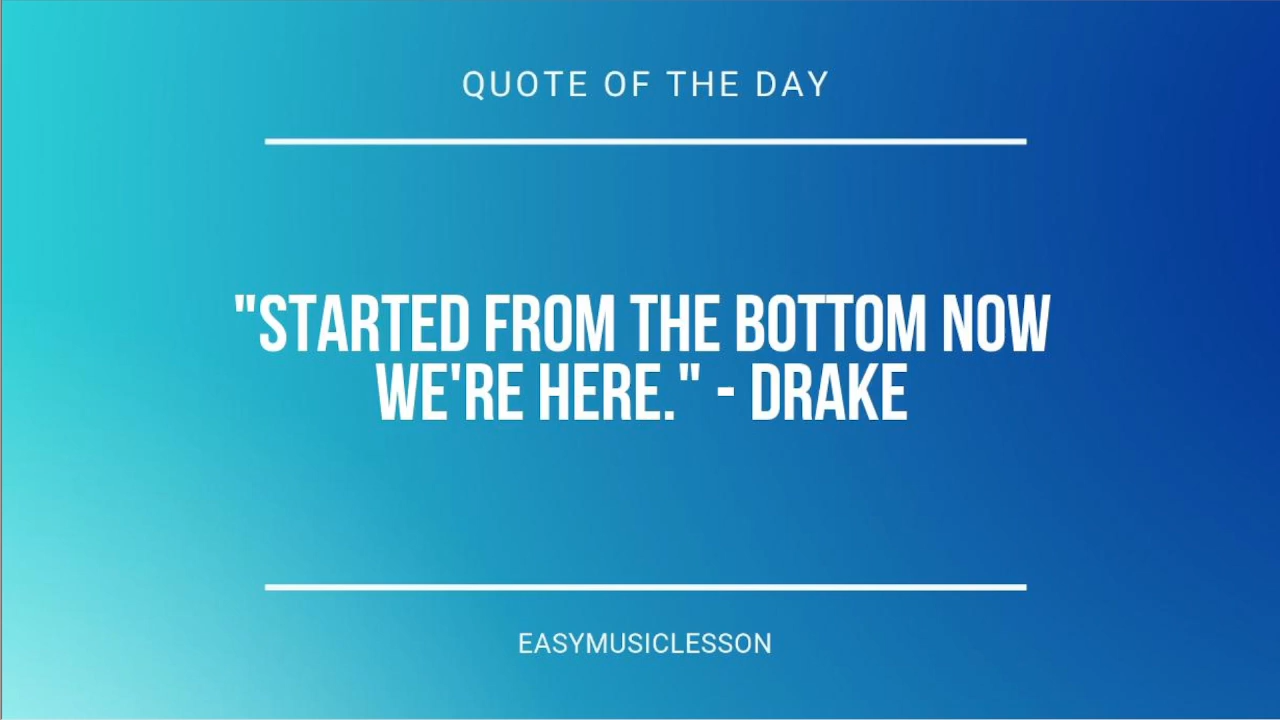 QUOTE OF THE DAY
"STARTED FROM THE BOTTOM NOW
WE'RE HERE." - DRAKE
EASYMUSICLESSON